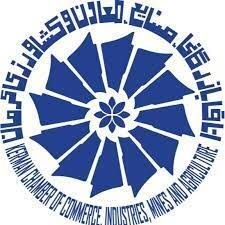 اتاق بازرگانی، صنایع، معادن و کشاورزی کرمان
KERMAN CHAMBER OF COMMERCE, INDUSTRIES, MINES AND AGRICULTURE